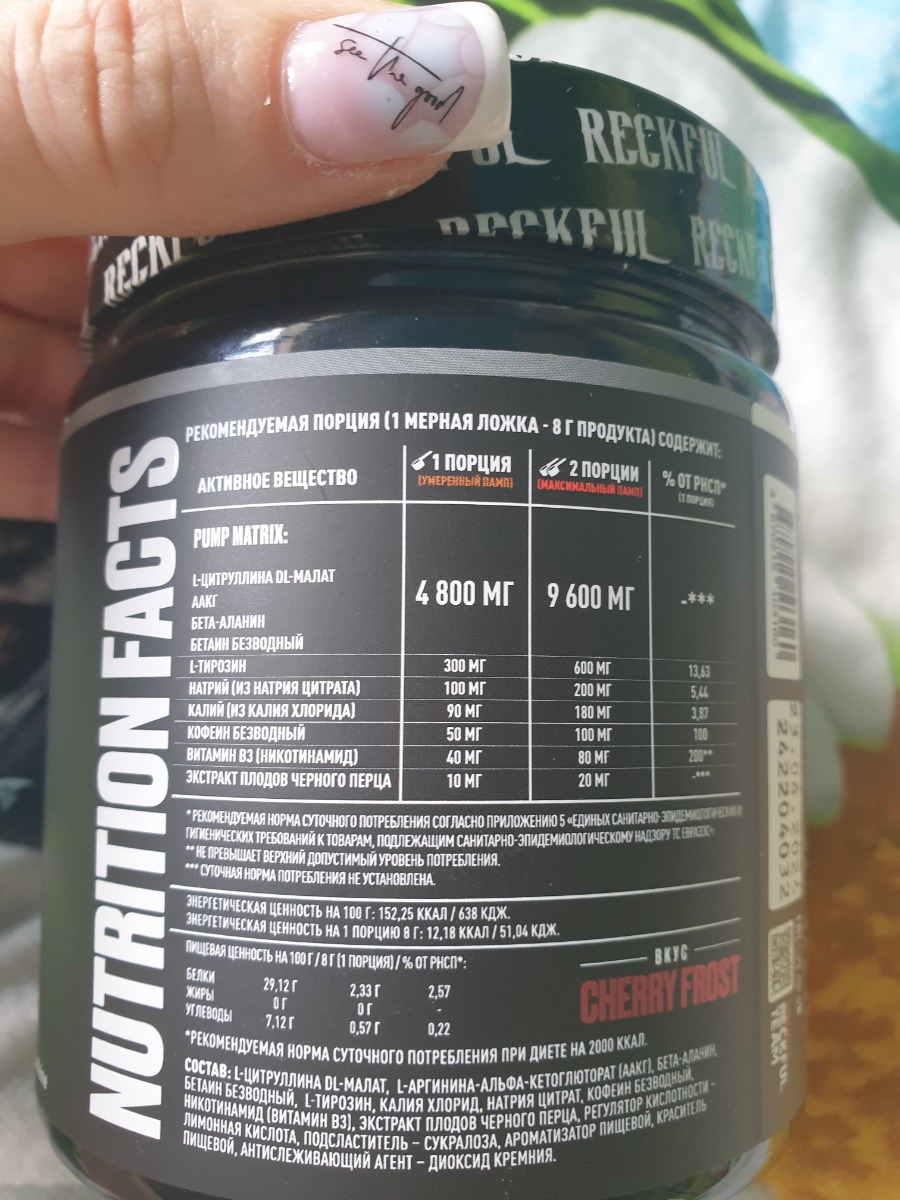 see the good
RECKFUL
RECKFUL
NUTRITION FACTS
РЕКОМЕНДУЕМАЯ ПОРЦИЯ (1 МЕРНАЯ ЛОЖКА - 8 Г ПРОДУКТА) СОДЕРЖИТ:
АКТИВНОЕ ВЕЩЕСТВО 1 ПОРЦИЯ 2 ПОРЦИИ % ОТ РНСП*
(УМЕРЕННЫЙ ПАМП) (МАКСИМАЛЬНЫЙ ПАМП) (1 ПОРЦИЯ)
PUMP MATRIX:
L-ЦИТРУЛЛИНА DL-МАЛАТ
ААКГ 4 800 МГ 9 600 МГ -***
БЕТА-АЛАНИН
БЕТАИН БЕЗВОДНЫЙ
L-ТИРОЗИН 300 МГ 600 МГ 13,63
НАТРИЙ (ИЗ НАТРИЯ ЦИТРАТА) 100 МГ 200 МГ 5,44
КАЛИЙ (ИЗ КАЛИЯ ХЛОРИДА) 90 МГ 180 МГ 3,87
КОФЕИН БЕЗВОДНЫЙ 50 МГ 100 МГ 100
ВИТАМИН B3 (НИКОТИНАМИД) 40 МГ 80 МГ 200**
ЭКСТРАКТ ПЛОДОВ ЧЕРНОГО ПЕРЦА 10 МГ 20 МГ -***
* РЕКОМЕНДУЕМАЯ НОРМА СУТОЧНОГО ПОТРЕБЛЕНИЯ СОГЛАСНО ПРИЛОЖЕНИЮ 5 «ЕДИНЫХ САНИТАРНО-ЭПИДЕМИОЛОГИЧЕСКИХ И
ГИГИЕНИЧЕСКИХ ТРЕБОВАНИЙ К ТОВАРАМ, ПОДЛЕЖАЩИМ САНИТАРНО-ЭПИДЕМИОЛОГИЧЕСКОМУ НАДЗОРУ ТС ЕВРАЗЭС».
** НЕ ПРЕВЫШАЕТ ВЕРХНИЙ ДОПУСТИМЫЙ УРОВЕНЬ ПОТРЕБЛЕНИЯ.
*** СУТОЧНАЯ НОРМА ПОТРЕБЛЕНИЯ НЕ УСТАНОВЛЕНА.
ЭНЕРГЕТИЧЕСКАЯ ЦЕННОСТЬ НА 100 Г: 152,25 ККАЛ / 638 КДЖ.
ЭНЕРГЕТИЧЕСКАЯ ЦЕННОСТЬ НА 1 ПОРЦИЮ 8 Г: 12,18 ККАЛ / 51,04 КДЖ.
ПИЩЕВАЯ ЦЕННОСТЬ НА 100 Г / 8 Г (1 ПОРЦИЯ) / % ОТ РНСП*:
БЕЛКИ 29,12 Г 2,33 Г 2,57
ЖИРЫ 0 Г 0 Г -
УГЛЕВОДЫ 7,12 Г 0,57 Г 0,22
ВКУС
CHERRY FROST
*РЕКОМЕНДУЕМАЯ НОРМА СУТОЧНОГО ПОТРЕБЛЕНИЯ ПРИ ДИЕТЕ НА 2000 ККАЛ.
СОСТАВ: L-ЦИТРУЛЛИНА DL-МАЛАТ, L-АРГИНИНА-АЛЬФА-КЕТОГЛЮТОРАТ (ААКГ), БЕТА-АЛАНИН,
БЕТАИН БЕЗВОДНЫЙ, L-ТИРОЗИН, КАЛИЯ ХЛОРИД, НАТРИЯ ЦИТРАТ, КОФЕИН БЕЗВОДНЫЙ,
НИКОТИНАМИД (ВИТАМИН B3), ЭКСТРАКТ ПЛОДОВ ЧЕРНОГО ПЕРЦА, РЕГУЛЯТОР КИСЛОТНОСТИ -
ЛИМОННАЯ КИСЛОТА, ПОДСЛАСТИТЕЛЬ – СУКРАЛОЗА, АРОМАТИЗАТОР ПИЩЕВОЙ, КРАСИТЕЛЬ
ПИЩЕВОЙ, АНТИСЛЕЖИВАЮЩИЙ АГЕНТ – ДИОКСИД КРЕМНИЯ.